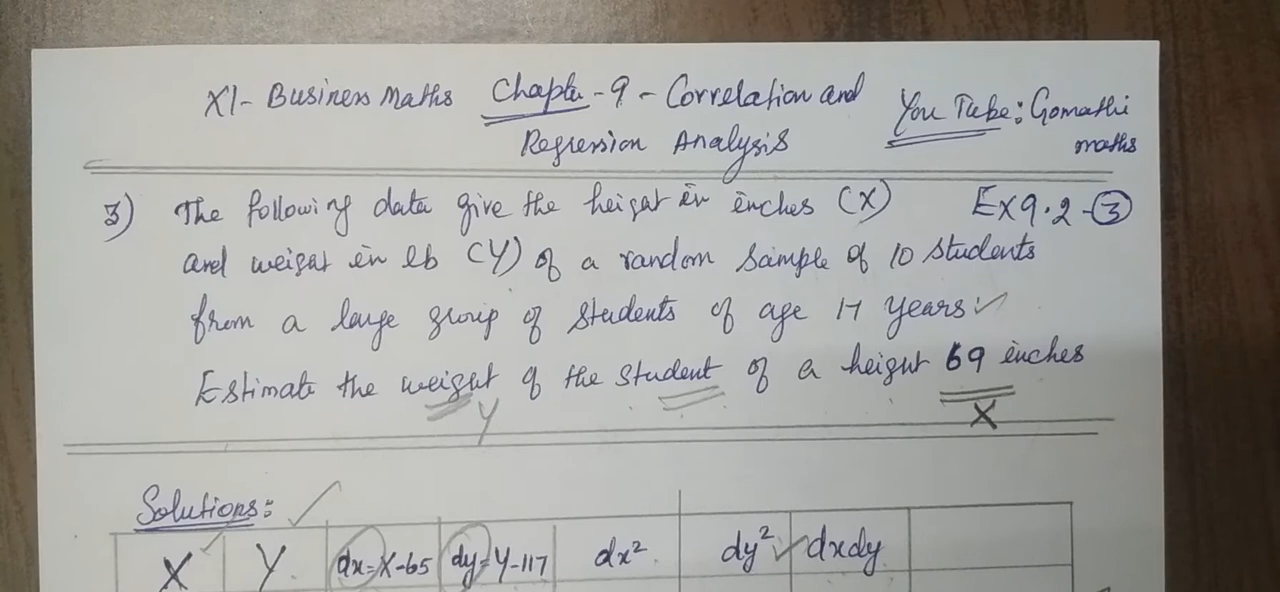 XI- Business Maths Chapter - 9 - Correlation and
Regression Analysis
You Tube: Gomathi
maths
3) The following data give the height in inches (X) Ex 9.2-③
and weight in lb (Y) of a random sample of 10 students
from a large group of students of age 17 years
Estimate the weight of the student of a height 69 inches
Y X
Solutions:
X Y dx=X-65 dy=Y-117 dx² dy² dxdy